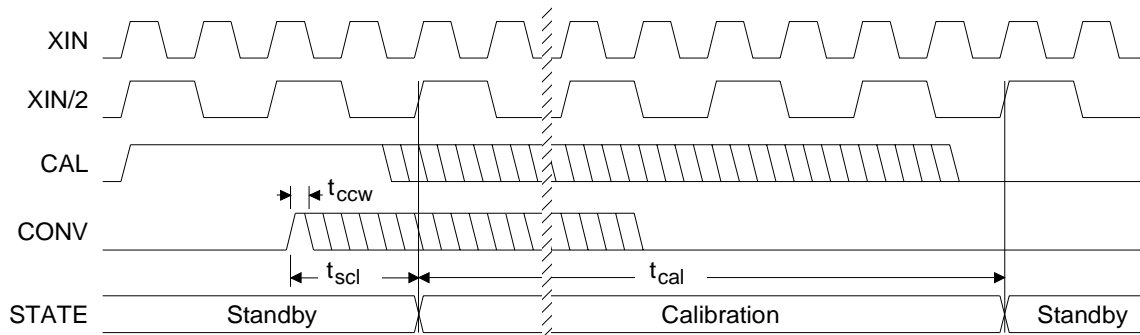 XIN
XIN/2
CAL
tccw
CONV
tscl
tcal
STATE Standby Calibration Standby